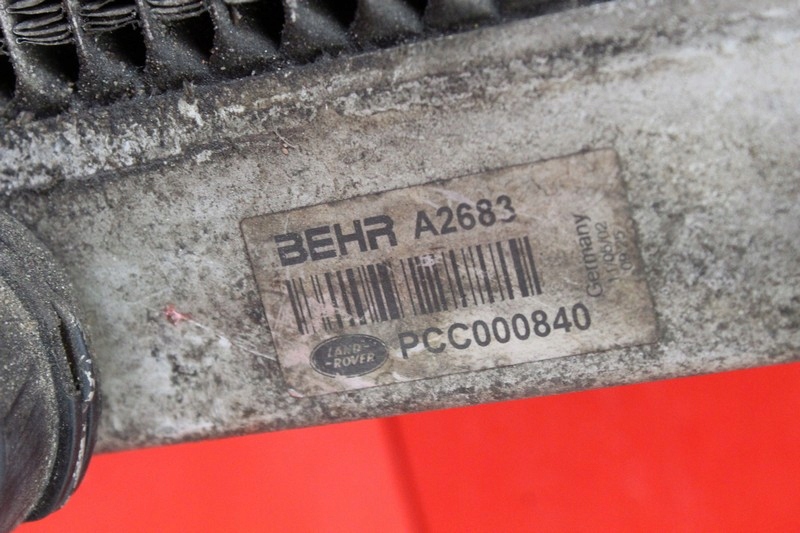 BEHR A2683
LAND-
-ROVER
PCC000840
Germany